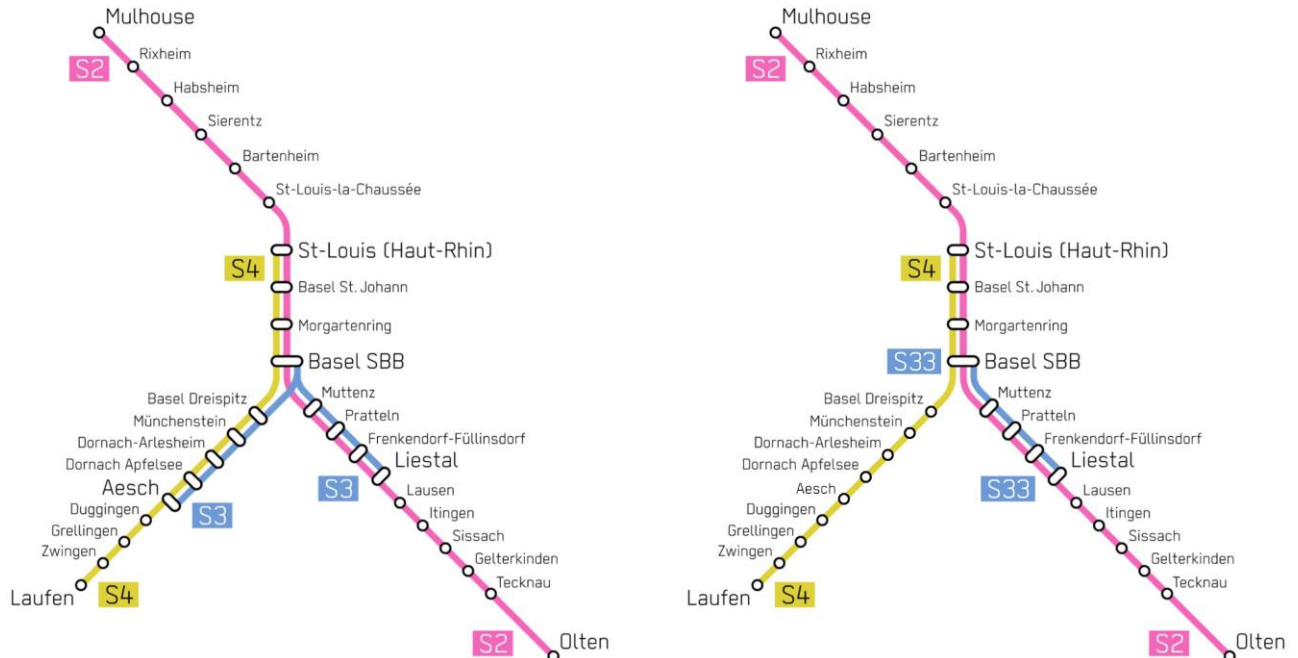 Mulhouse
S2
Rixheim
Habsheim
Sierentz
Bartenheim
St-Louis-la-Chaussée
St-Louis (Haut-Rhin)
S4
Basel St. Johann
Morgartenring
Basel SBB
Basel Dreispitz
Münchenstein
Dornach-Arlesheim
Dornach Apfelsee
Aesch
Duggingen
Grellingen
Zwingen
Laufen
S4
S3
Muttenz
Pratteln
Frenkendorf-Füllinsdorf
Liestal
S3
Lausen
Itingen
Sissach
Gelterkinden
Tecknau
S2
Olten
Mulhouse
S2
Rixheim
Habsheim
Sierentz
Bartenheim
St-Louis-la-Chaussée
St-Louis (Haut-Rhin)
S4
Basel St. Johann
Morgartenring
S33
Basel SBB
Basel Dreispitz
Münchenstein
Dornach-Arlesheim
Dornach Apfelsee
Aesch
Duggingen
Grellingen
Zwingen
Laufen
S4
Muttenz
Pratteln
Frenkendorf-Füllinsdorf
Liestal
S33
Lausen
Itingen
Sissach
Gelterkinden
Tecknau
S2
Olten